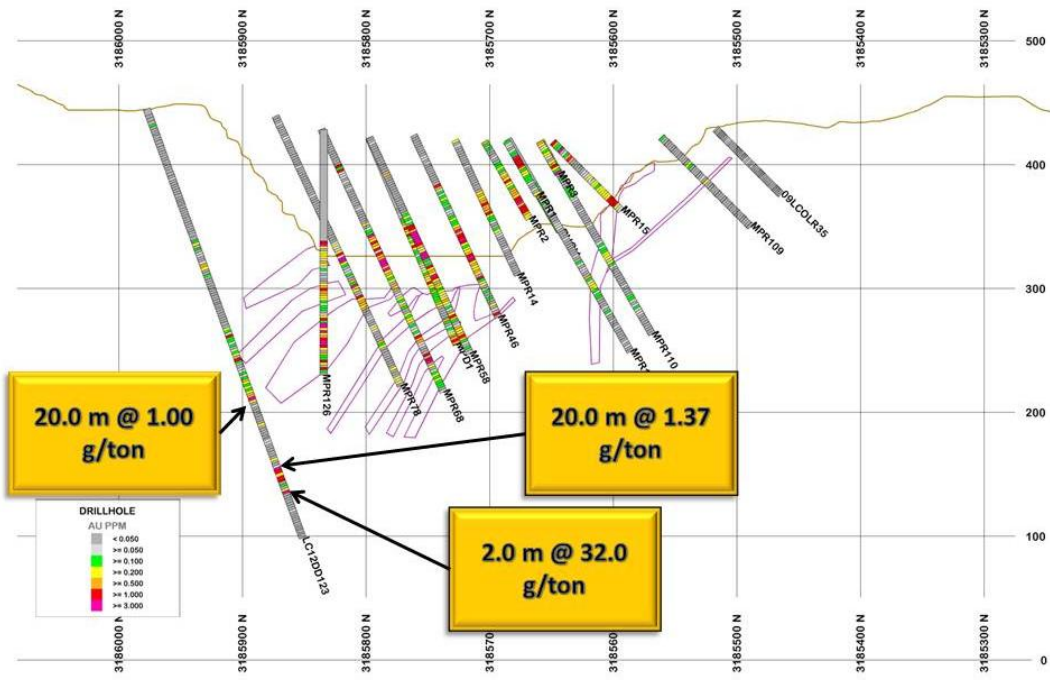 3186000 N
3185900 N
3185800 N
3185700 N
3185600 N
3185500 N
3185400 N
3185300 N
500
400
300
200
100
0
MPR126
MPR78
MPR68
MPD1
MPR58
MPR46
MPR14
MPR2
MPR1
MPR3
MPR15
MPR110
MPR109
09LCOLR35
LC12DD123
20.0 m @ 1.00
g/ton
20.0 m @ 1.37
g/ton
2.0 m @ 32.0
g/ton
DRILLHOLE
AU PPM
< 0.050
>= 0.050
>= 0.100
>= 0.200
>= 0.500
>= 1.000
>= 3.000
3186000 N
3185900 N
3185800 N
3185700 N
3185600 N
3185500 N
3185400 N
3185300 N